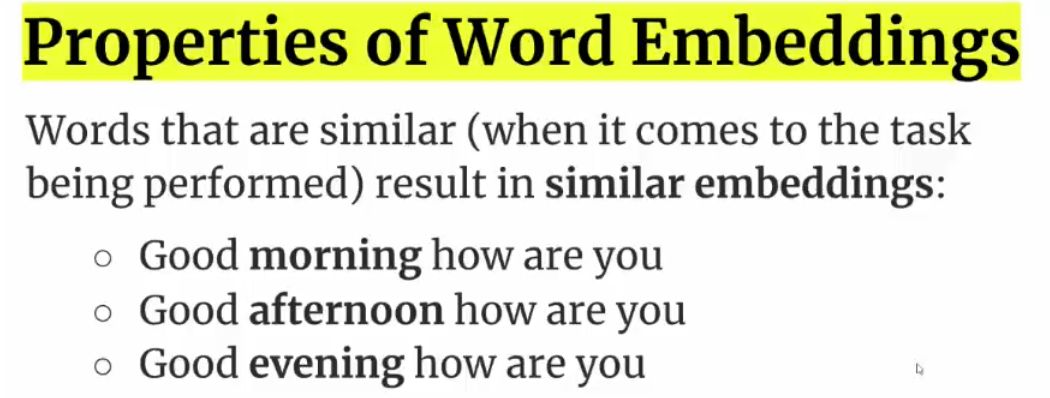 Properties of Word Embeddings
Words that are similar (when it comes to the task
being performed) result in similar embeddings:
○ Good morning how are you
○ Good afternoon how are you
○ Good evening how are you